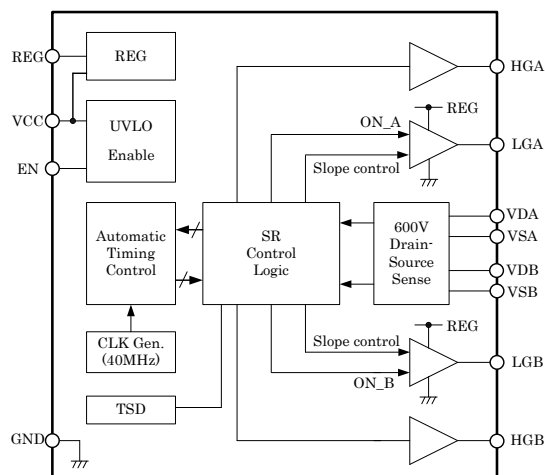 REG
REG
HGA
REG
VCC
UVLO
Enable
ON_A
LGA
EN
Slope control
Automatic
Timing
Control
SR
Control
Logic
600V
Drain-
Source
Sense
VDA
VSA
VDB
VSB
CLK Gen.
(40MHz)
Slope control
REG
LGB
ON_B
TSD
GND
HGB